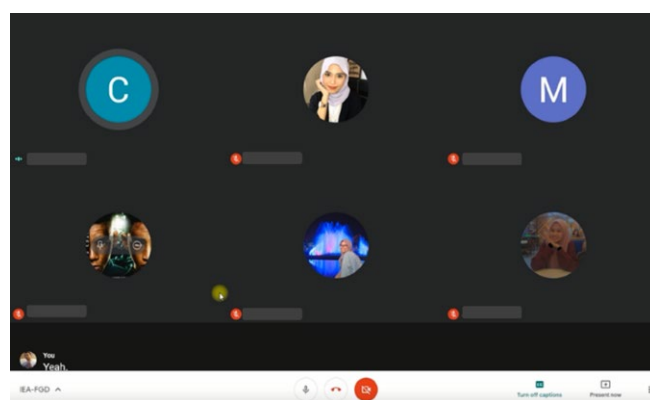 C
M
You
Yeah.
IEA-FGD
Turn off captions
Present now